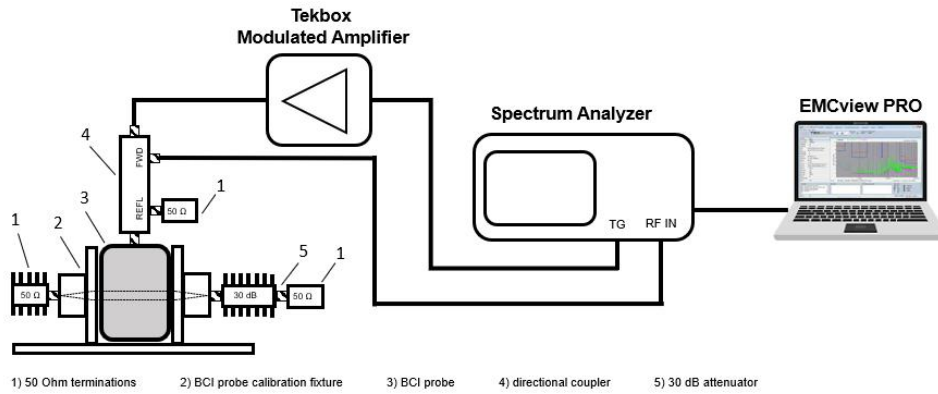 Tekbox
Modulated Amplifier
Spectrum Analyzer
EMCview PRO
4
FWD
REFL
1
50 Ω
3
2
1
50 Ω
TG
RF IN
5
1
30 dB
50 Ω
1) 50 Ohm terminations
2) BCI probe calibration fixture
3) BCI probe
4) directional coupler
5) 30 dB attenuator